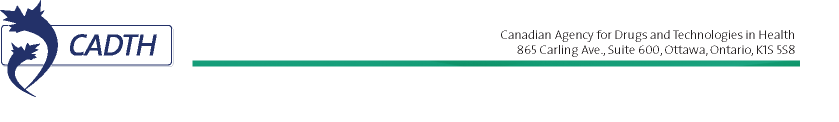 CADTH
Canadian Agency for Drugs and Technologies in Health
865 Carling Ave., Suite 600, Ottawa, Ontario, K1S 5S8